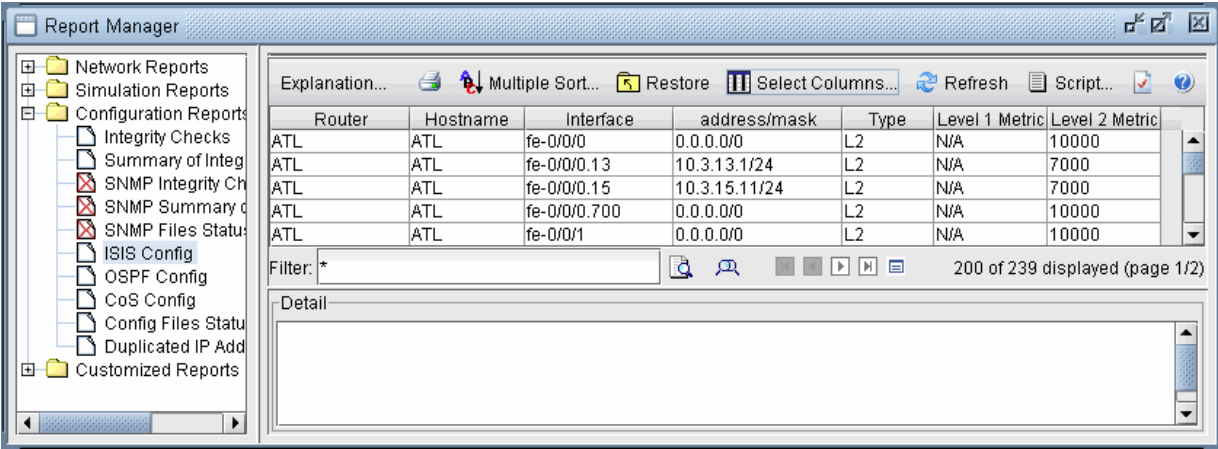 Report Manager
Network Reports
Simulation Reports
Configuration Reports
Integrity Checks
Summary of Integ
SNMP Integrity Ch
SNMP Summary
SNMP Files Statu
ISIS Config
OSPF Config
CoS Config
Config Files Statu
Duplicated IP Add
Customized Reports
Explanation... Multiple Sort... Restore Select Columns... Refresh Script...
Router Hostname Interface address/mask Type Level 1 Metric Level 2 Metric
ATL ATL fe-0/0/0 0.0.0.0/0 L2 N/A 10000
ATL ATL fe-0/0/0.13 10.3.13.1/24 L2 N/A 7000
ATL ATL fe-0/0/0.15 10.3.15.11/24 L2 N/A 7000
ATL ATL fe-0/0/0.700 0.0.0.0/0 L2 N/A 10000
ATL ATL fe-0/0/1 0.0.0.0/0 L2 N/A 10000
Filter: *
200 of 239 displayed (page 1/2)
Detail